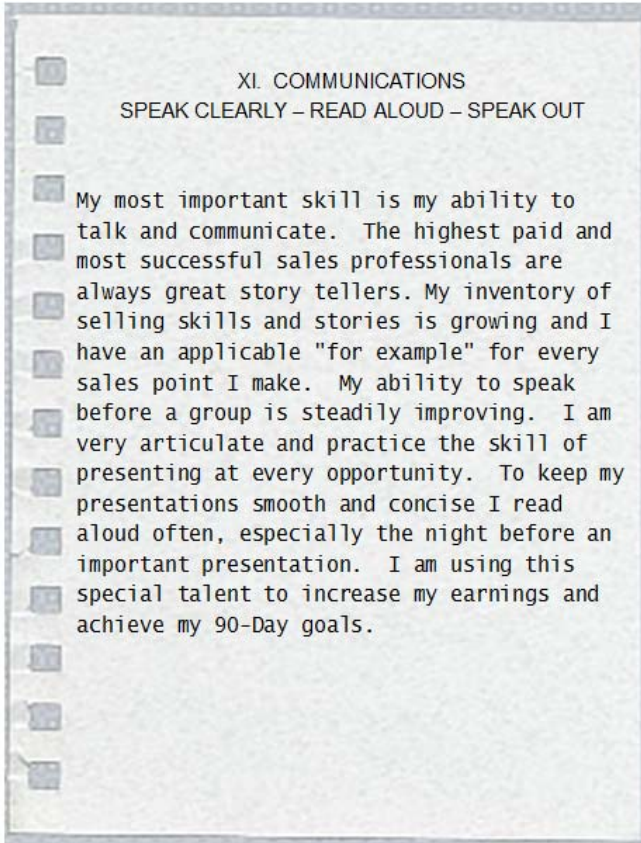 XI. COMMUNICATIONS
SPEAK CLEARLY – READ ALOUD – SPEAK OUT
My most important skill is my ability to
talk and communicate. The highest paid and
most successful sales professionals are
always great story tellers. My inventory of
selling skills and stories is growing and I
have an applicable "for example" for every
sales point I make. My ability to speak
before a group is steadily improving. I am
very articulate and practice the skill of
presenting at every opportunity. To keep my
presentations smooth and concise I read
aloud often, especially the night before an
important presentation. I am using this
special talent to increase my earnings and
achieve my 90-Day goals.